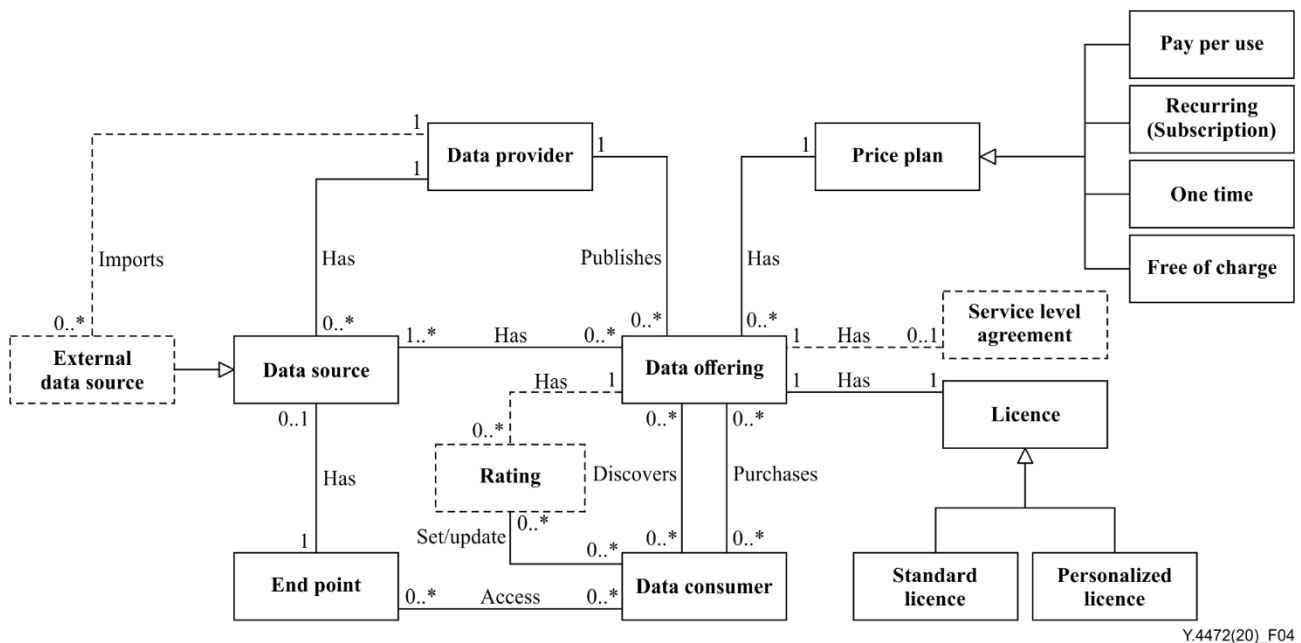 Pay per use
1
1
Data provider
1
1
Price plan
Recurring
(Subscription)
One time
Imports
Has
Publishes
Has
Free of charge
0..*
0..*
0..*
0..*
External
data source
Data source
1..*
Has
0..*
Data offering
1
Has
0..1
Service level
agreement
0..1
Has
1
0..*
0..*
1
Has
1
Licence
0..*
Rating
Has
Discovers
Purchases
Set/update
0..*
1
0..*
0..*
0..*
End point
0..*
Access
0..*
Data consumer
Standard
licence
Personalized
licence
Y.4472(20)_F04